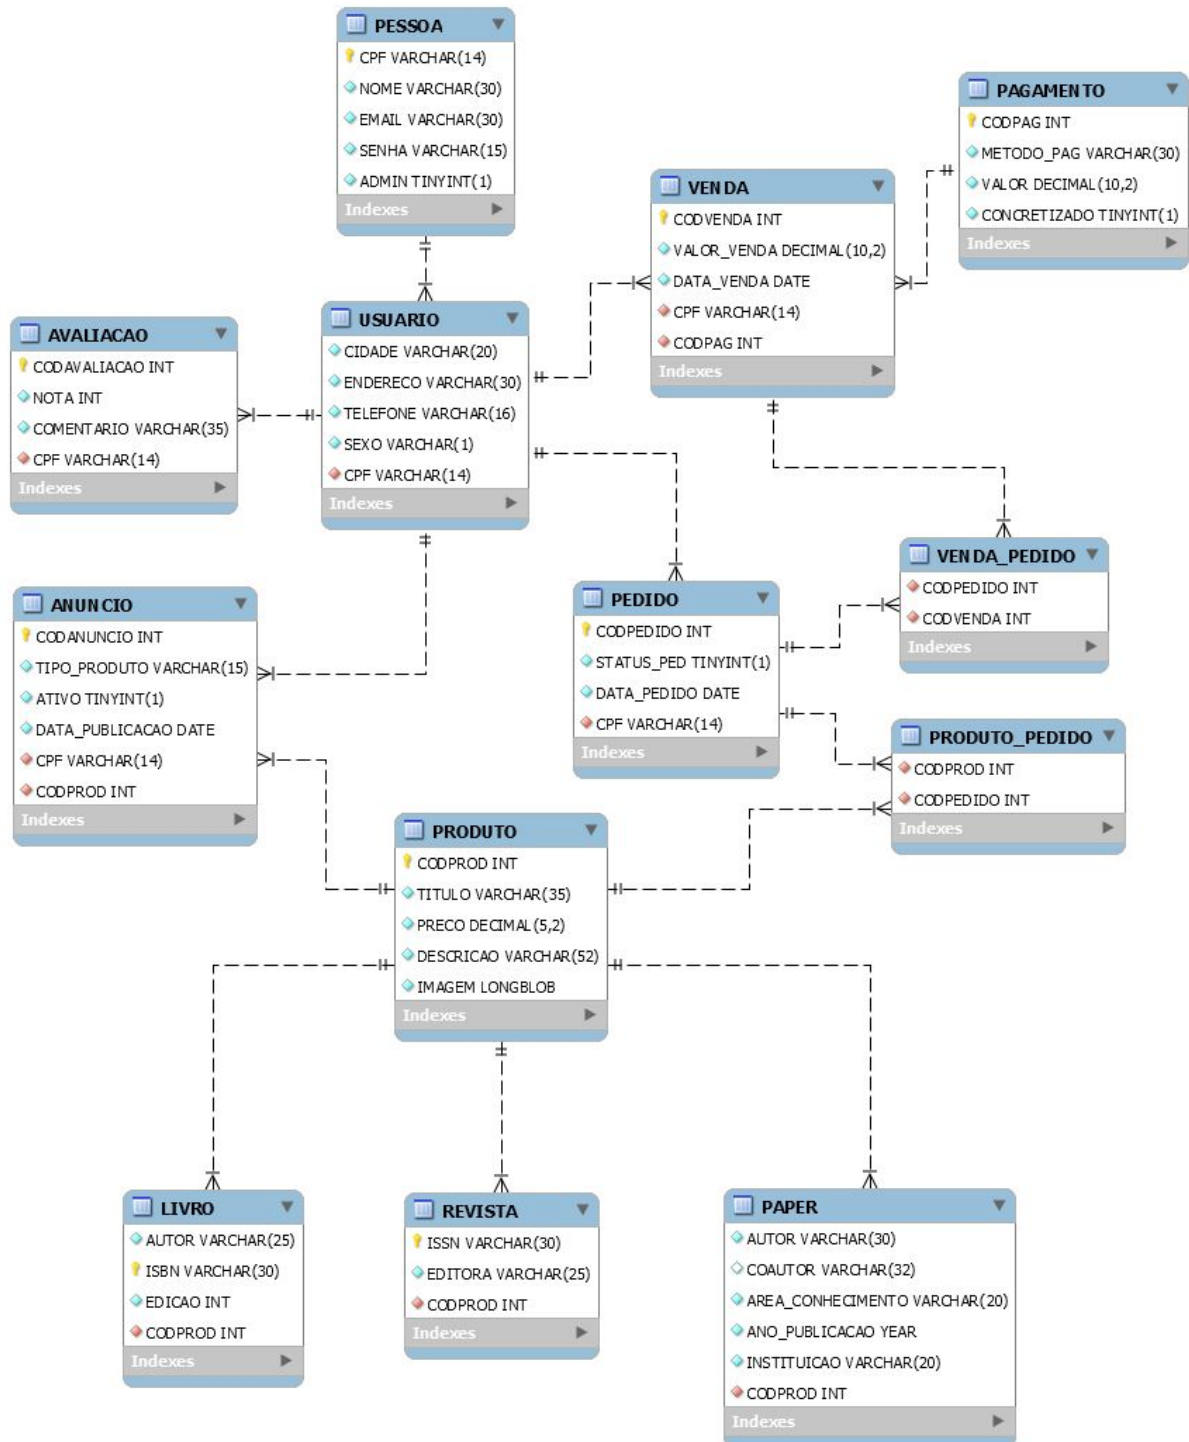 PESSOA
CPF VARCHAR(14)
NOME VARCHAR(30)
EMAIL VARCHAR(30)
SENHA VARCHAR(15)
ADMIN TINYINT(1)
Indexes
PAGAMENTO
CODPAG INT
METODO_PAG VARCHAR(30)
VALOR DECIMAL(10,2)
CONCRETIZADO TINYINT(1)
Indexes
VENDA
CODVENDA INT
VALOR_VENDA DECIMAL(10,2)
DATA_VENDA DATE
CPF VARCHAR(14)
CODPAG INT
Indexes
USUARIO
CIDADE VARCHAR(20)
ENDERECO VARCHAR(30)
TELEFONE VARCHAR(16)
SEXO VARCHAR(1)
CPF VARCHAR(14)
Indexes
AVALIACAO
CODAVALIACAO INT
NOTA INT
COMENTARIO VARCHAR(35)
CPF VARCHAR(14)
Indexes
VENDA_PEDIDO
CODPEDIDO INT
CODVENDA INT
Indexes
PEDIDO
CODPEDIDO INT
STATUS_PED TINYINT(1)
DATA_PEDIDO DATE
CPF VARCHAR(14)
Indexes
ANUNCIO
CODANUNCIO INT
TIPO_PRODUTO VARCHAR(15)
ATIVO TINYINT(1)
DATA_PUBLICACAO DATE
CPF VARCHAR(14)
CODPROD INT
Indexes
PRODUTO_PEDIDO
CODPROD INT
CODPEDIDO INT
Indexes
PRODUTO
CODPROD INT
TITULO VARCHAR(35)
PRECO DECIMAL(5,2)
DESCRICAO VARCHAR(52)
IMAGEM LONGBLOB
Indexes
LIVRO
AUTOR VARCHAR(25)
ISBN VARCHAR(30)
EDICAO INT
CODPROD INT
Indexes
REVISTA
ISSN VARCHAR(30)
EDITORA VARCHAR(25)
CODPROD INT
Indexes
PAPER
AUTOR VARCHAR(30)
COAUTOR VARCHAR(32)
AREA_CONHECIMENTO VARCHAR(20)
ANO_PUBLICACAO YEAR
INSTITUICAO VARCHAR(20)
CODPROD INT
Indexes